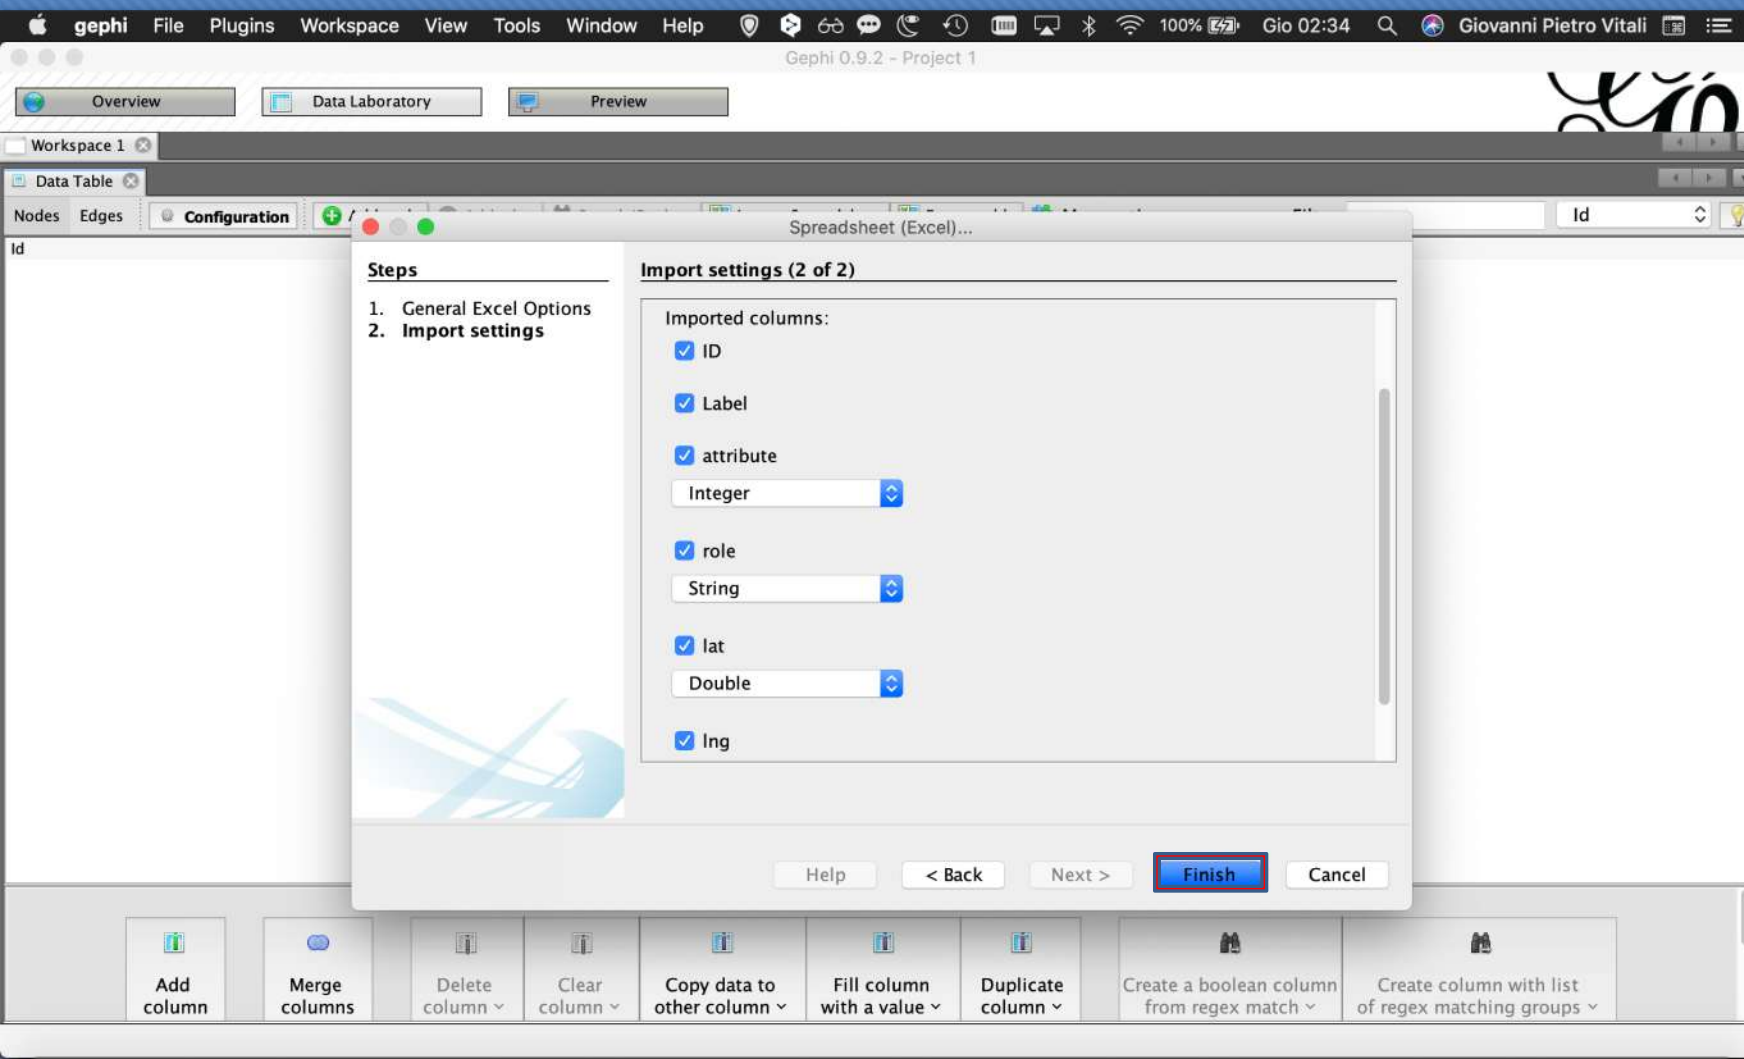 gephi File Plugins Workspace View Tools Window Help 100% Gio 02:34 Giovanni Pietro Vitali
Gephi 0.9.2 - Project 1
Overview Data Laboratory Preview
Workspace 1
Data Table
Nodes Edges Configuration Id
Id
Spreadsheet (Excel)...
Steps
1. General Excel Options
2. Import settings
Import settings (2 of 2)
Imported columns:
ID
Label
attribute
Integer
role
String
lat
Double
lng
Help < Back Next > Finish Cancel
Add column
Merge columns
Delete column
Clear column
Copy data to other column
Fill column with a value
Duplicate column
Create a boolean column from regex match
Create column with list of regex matching groups